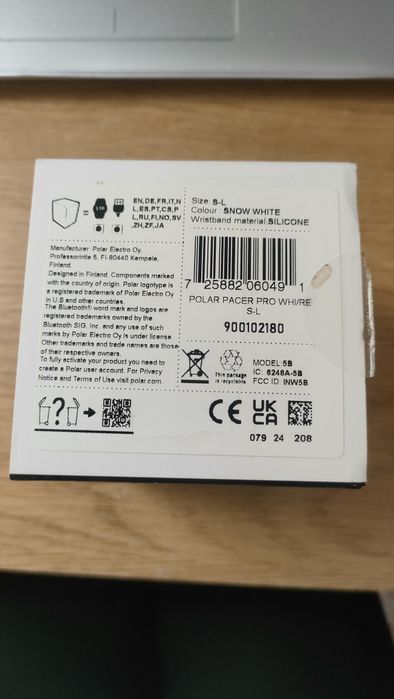 EN,DE,FR,IT,N
L,ES,PT,CS,P
L,RU,FI,NO,SV
,ZH,ZF,JA
Manufacturer: Polar Electro Oy,
Professorintie 5, FI-90440 Kempele,
Finland.
Designed in Finland. Components marked
with the country of origin. Polar logotype is
a registered trademark of Polar Electro Oy
in U.S and other countries.
The Bluetooth® word mark and logos are
registered trademarks owned by the
Bluetooth SIG, Inc. and any use of such
marks by Polar Electro Oy is under license.
Other trademarks and trade names are those
of their respective owners.
To fully activate your product you need to
create a Polar user account. For Privacy
Notice and Terms of Use visit polar.com.
Size: S-L
Colour : SNOW WHITE
Wristband material:SILICONE
7 25882 06049 1
POLAR PACER PRO WHI/RE
S-L
900102180
This package
is recyclable
MODEL: 5B
IC: 6248A-5B
FCC ID: INW5B
CE UK
CA
079 24 208